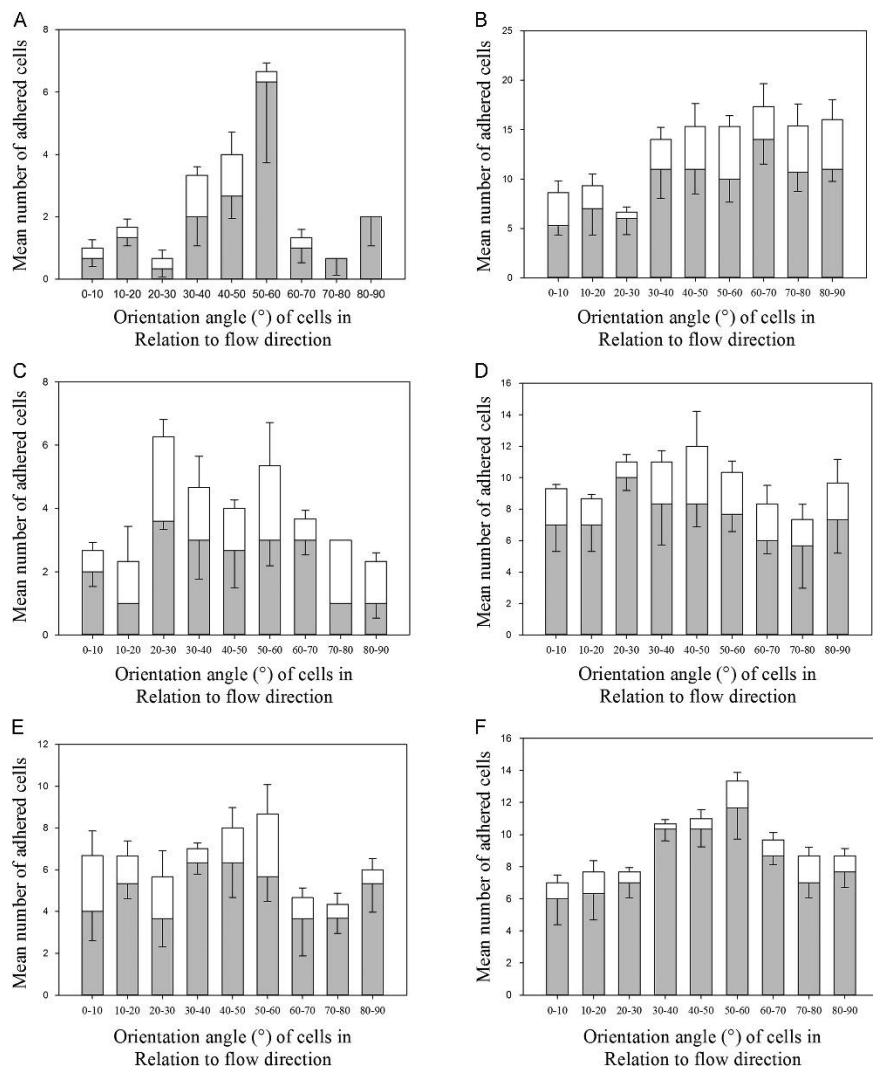 A
Mean number of adhered cells
8
6
4
2
0
0-10 10-20 20-30 30-40 40-50 50-60 60-70 70-80 80-90
Orientation angle (°) of cells in
Relation to flow direction
B
Mean number of adhered cells
25
20
15
10
5
0
0-10 10-20 20-30 30-40 40-50 50-60 60-70 70-80 80-90
Orientation angle (°) of cells in
Relation to flow direction
C
Mean number of adhered cells
8
6
4
2
0
0-10 10-20 20-30 30-40 40-50 50-60 60-70 70-80 80-90
Orientation angle (°) of cells in
Relation to flow direction
D
Mean number of adhered cells
16
14
12
10
8
6
4
2
0
0-10 10-20 20-30 30-40 40-50 50-60 60-70 70-80 80-90
Orientation angle (°) of cells in
Relation to flow direction
E
Mean number of adhered cells
12
10
8
6
4
2
0
0-10 10-20 20-30 30-40 40-50 50-60 60-70 70-80 80-90
Orientation angle (°) of cells in
Relation to flow direction
F
Mean number of adhered cells
16
14
12
10
8
6
4
2
0
0-10 10-20 20-30 30-40 40-50 50-60 60-70 70-80 80-90
Orientation angle (°) of cells in
Relation to flow direction